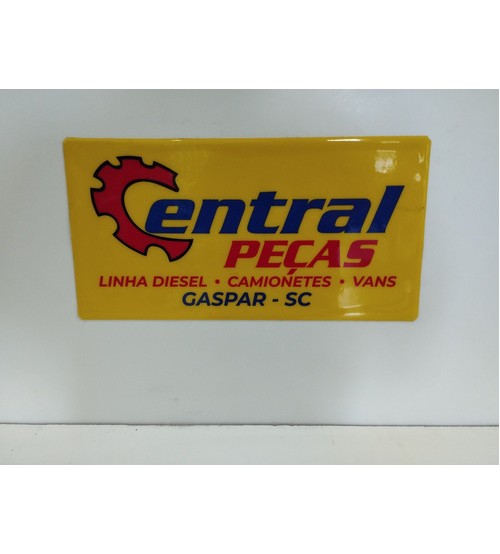 Central
PEÇAS
LINHA DIESEL • CAMIONETES • VANS
GASPAR - SC